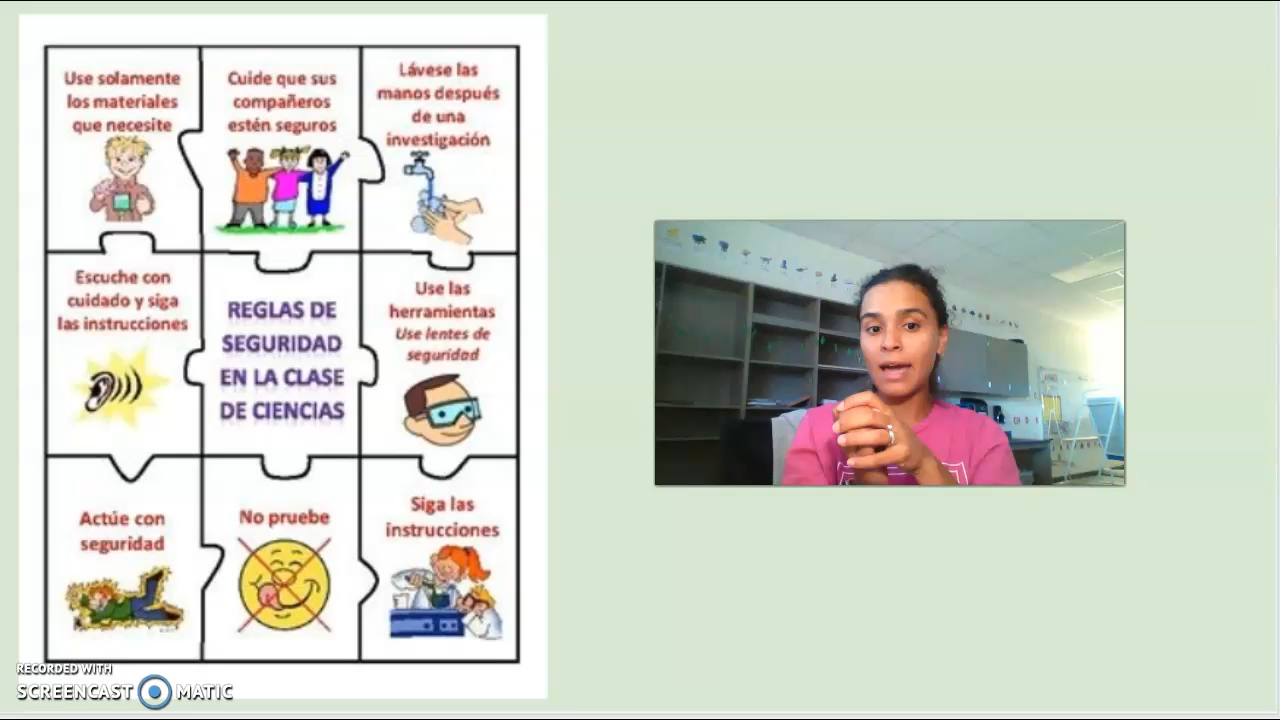 Use solamente
los materiales
que necesite
Cuide que sus
compañeros
estén seguros
Lávese las
manos después
de una
investigación
Escuche con
cuidado y siga
las instrucciones
REGLAS DE
SEGURIDAD
EN LA CLASE
DE CIENCIAS
Use las
herramientas
Use lentes de
seguridad
Actúe con
seguridad
No pruebe
Siga las
instrucciones
RECORDED WITH
SCREENCAST MATIC